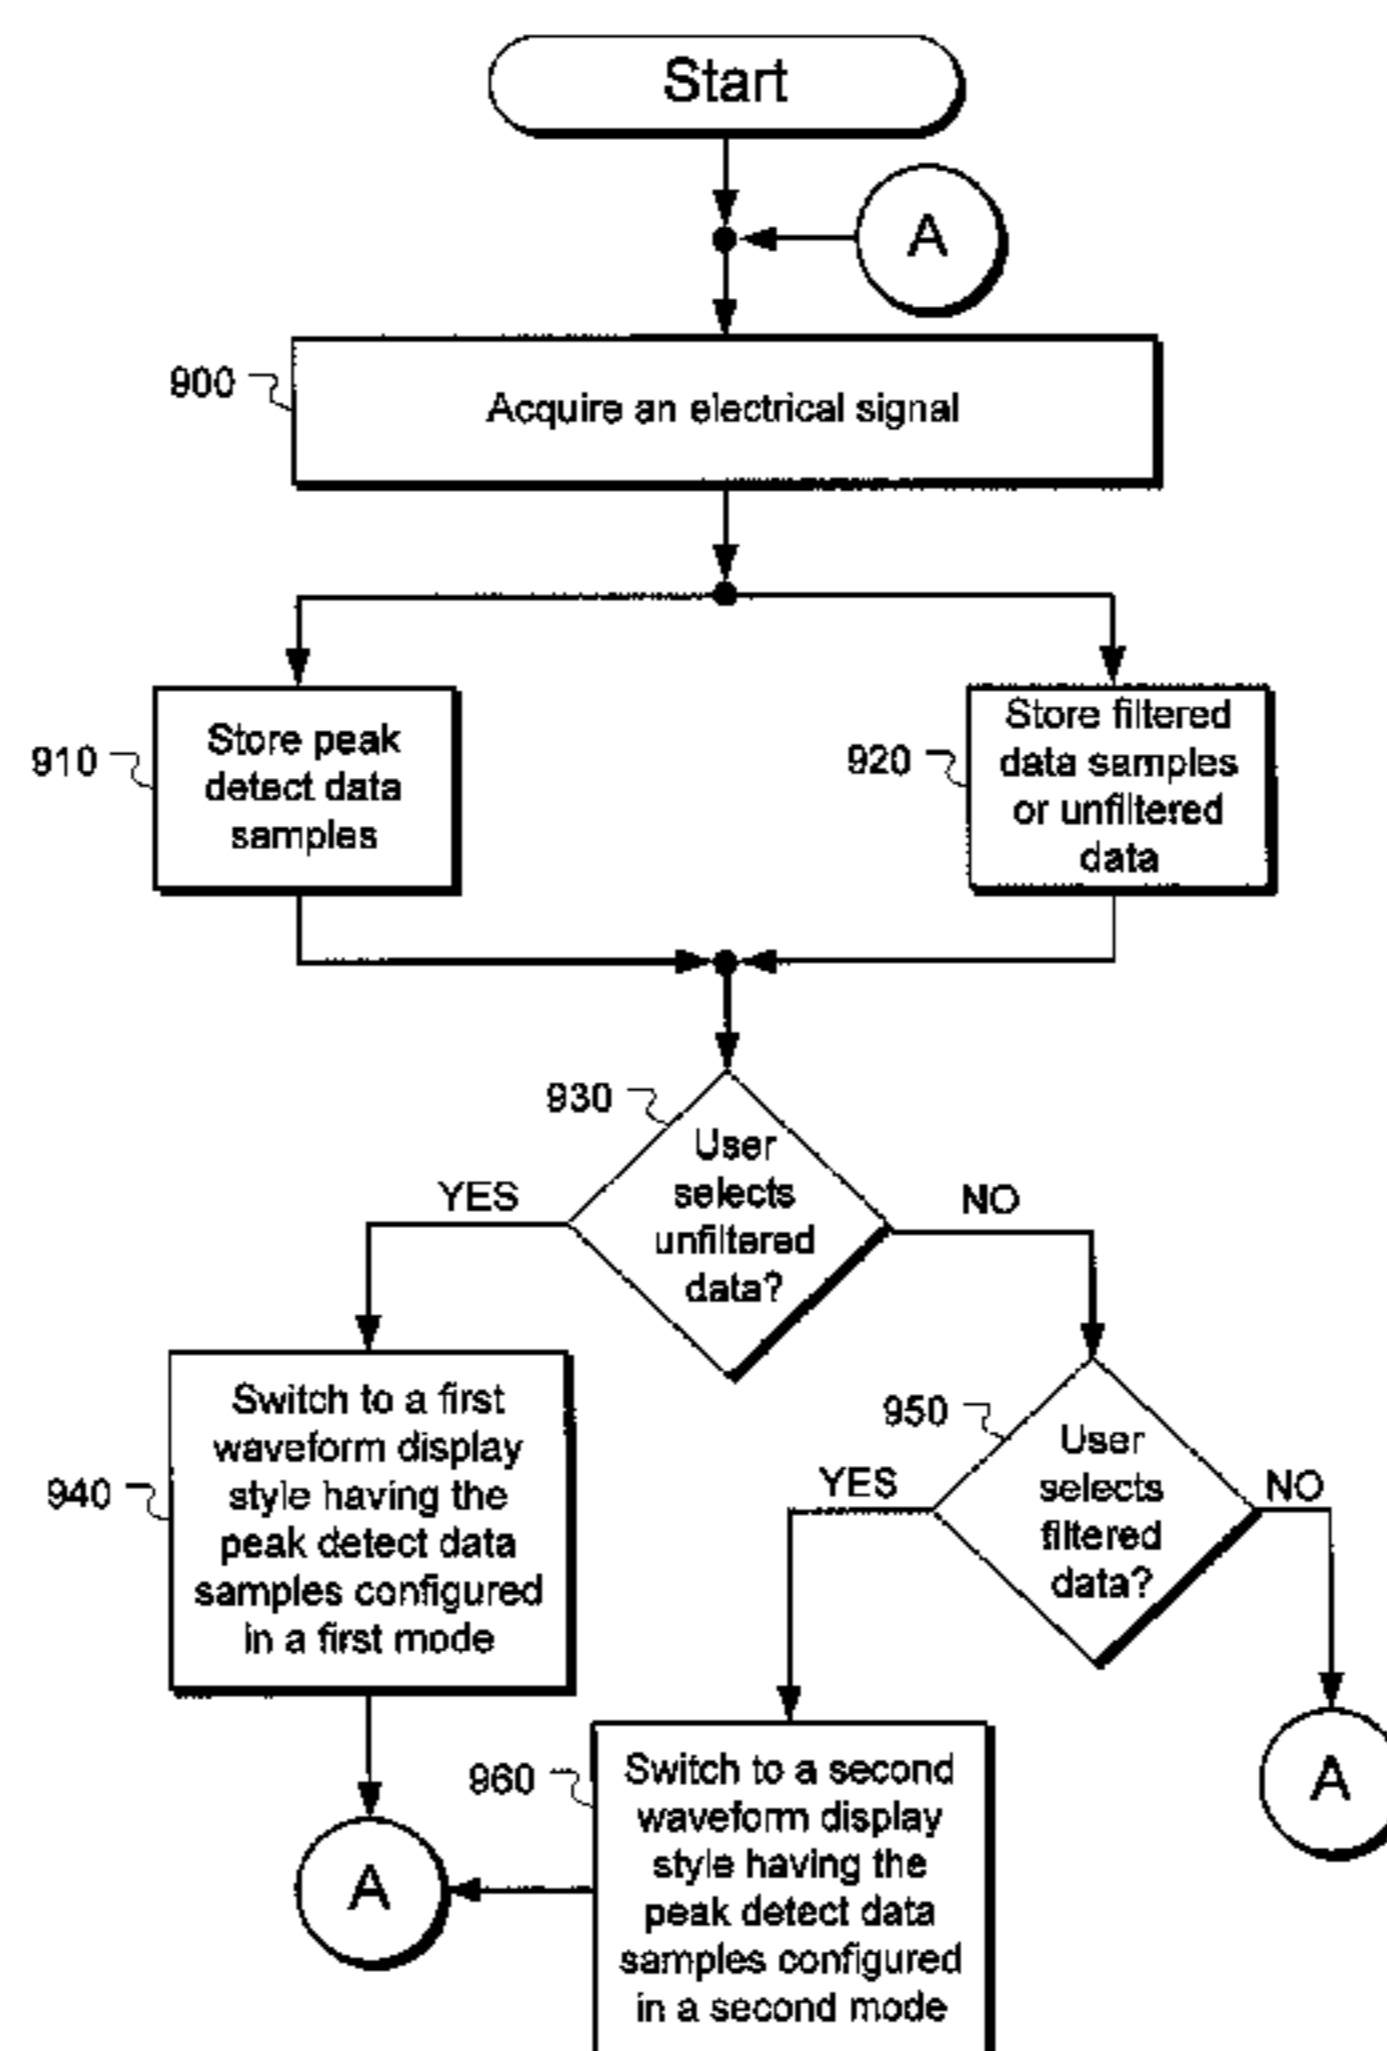 Start
A
900
Acquire an electrical signal
910
Store peak
detect data
samples
920
Store filtered
data samples
or unfiltered
data
930
User
selects
unfiltered
data?
YES
NO
940
Switch to a first
waveform display
style having the
peak detect data
samples configured
in a first mode
950
User
selects
filtered
data?
YES
NO
A
960
Switch to a second
waveform display
style having the
peak detect data
samples configured
in a second mode
A